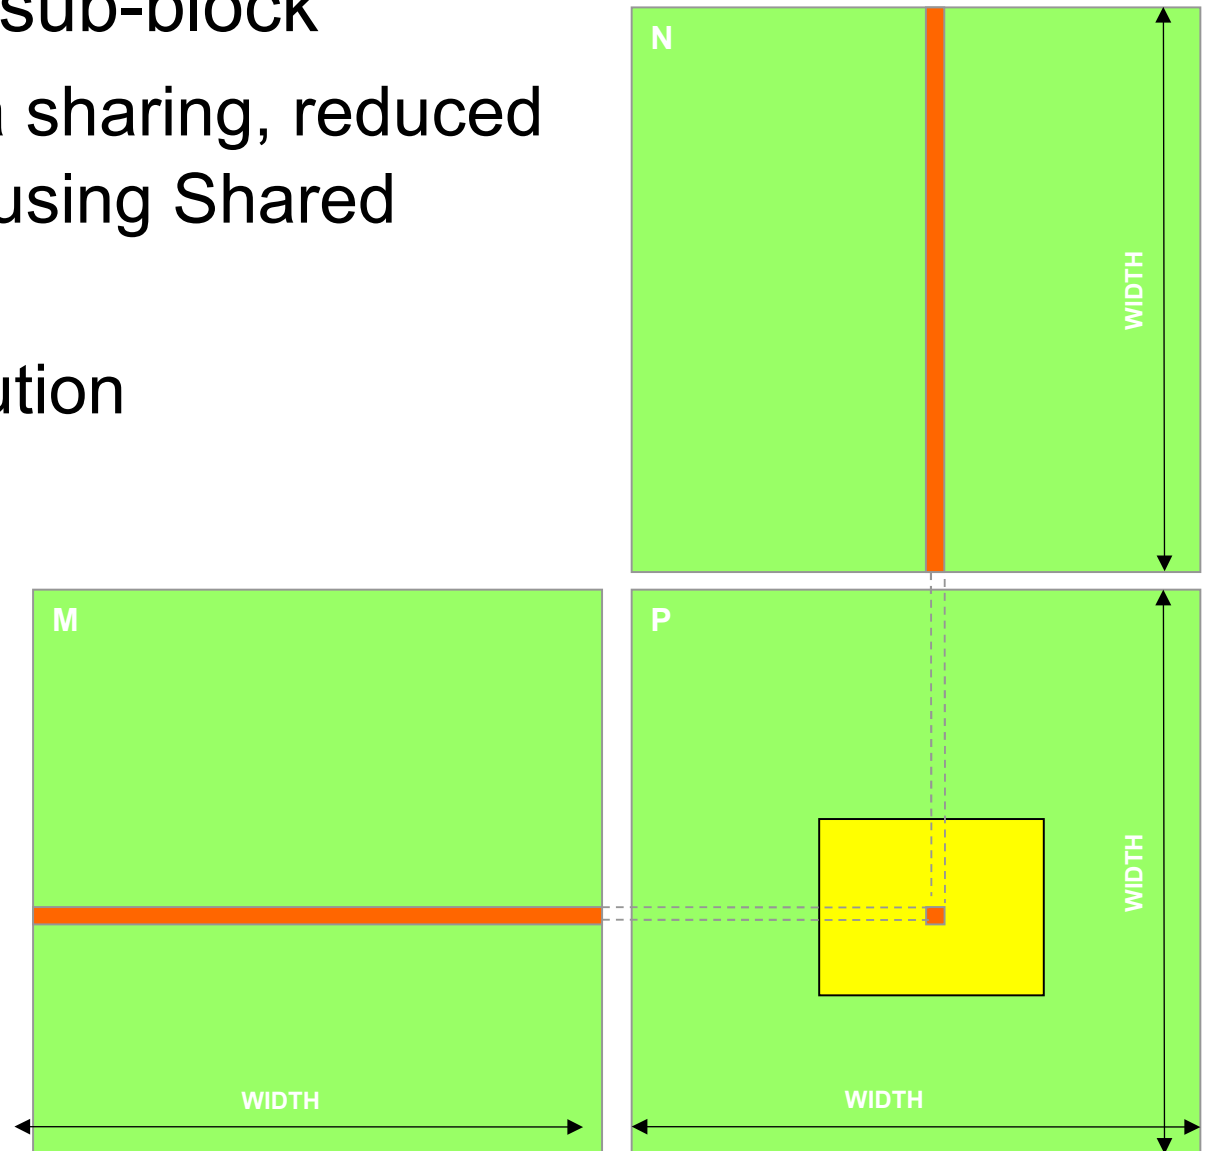 sub-block
a sharing, reduced
using Shared
ution
N
WIDTH
M
WIDTH
P
WIDTH
WIDTH